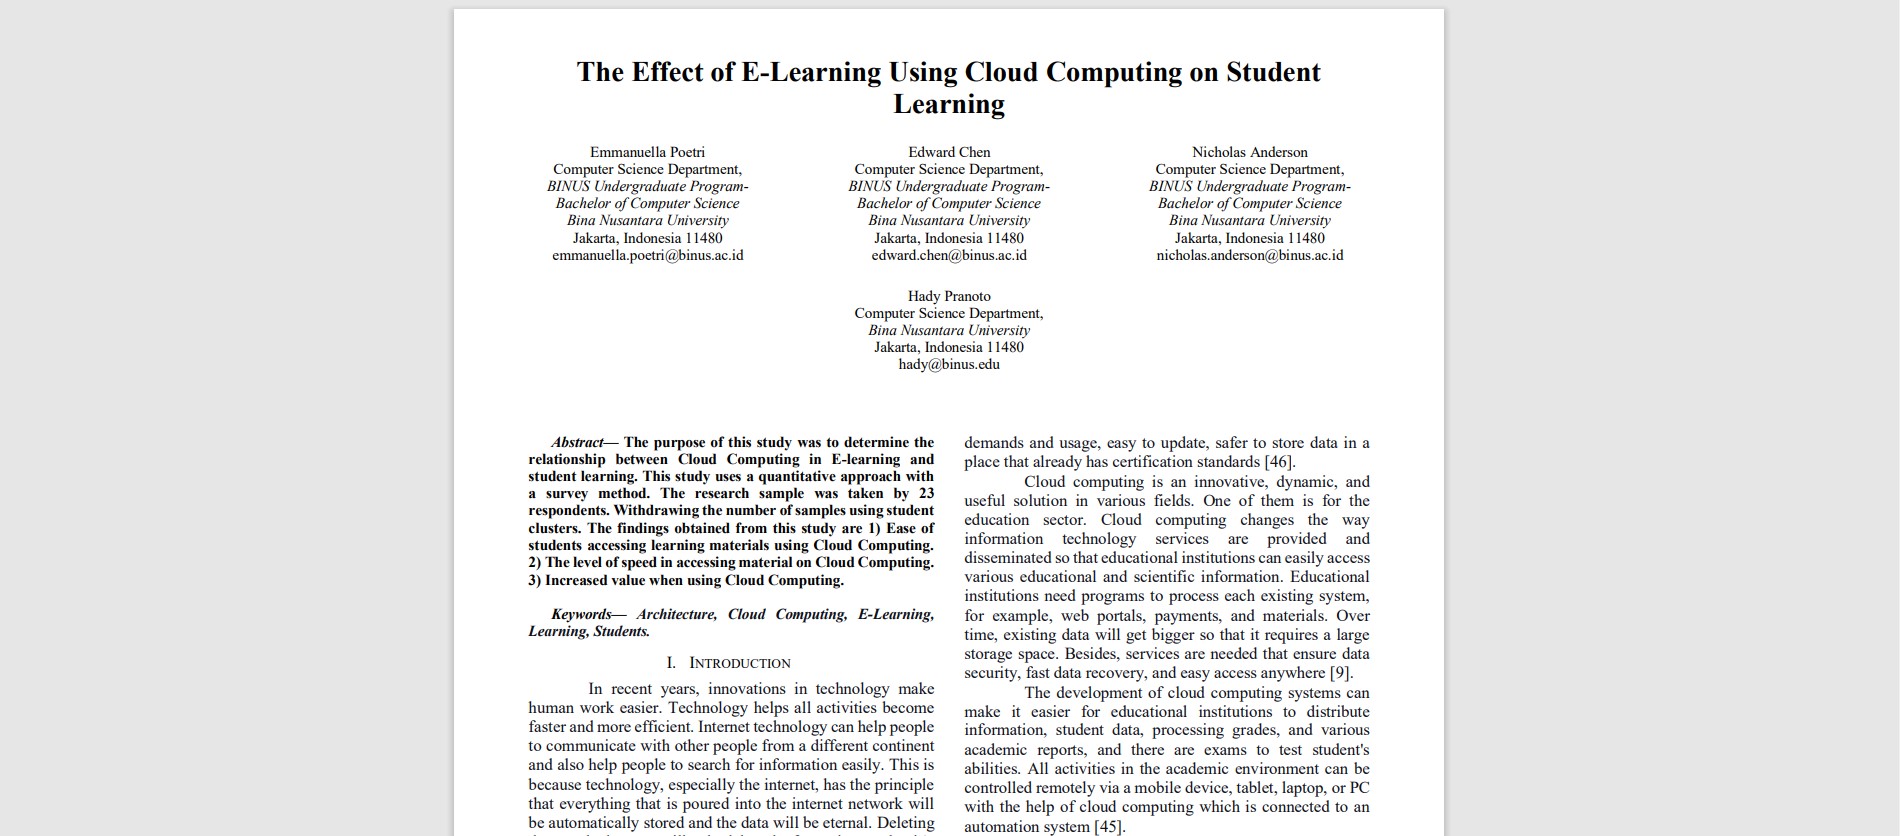 The Effect of E-Learning Using Cloud Computing on Student
Learning
Emmanuella Poetri
Computer Science Department,
BINUS Undergraduate Program-
Bachelor of Computer Science
Bina Nusantara University
Jakarta, Indonesia 11480
emmanuella.poetri@binus.ac.id
Edward Chen
Computer Science Department,
BINUS Undergraduate Program-
Bachelor of Computer Science
Bina Nusantara University
Jakarta, Indonesia 11480
edward.chen@binus.ac.id
Nicholas Anderson
Computer Science Department,
BINUS Undergraduate Program-
Bachelor of Computer Science
Bina Nusantara University
Jakarta, Indonesia 11480
nicholas.anderson@binus.ac.id
Hady Pranoto
Computer Science Department,
Bina Nusantara University
Jakarta, Indonesia 11480
hady@binus.edu
Abstract— The purpose of this study was to determine the
relationship between Cloud Computing in E-learning and
student learning. This study uses a quantitative approach with
a survey method. The research sample was taken by 23
respondents. Withdrawing the number of samples using student
clusters. The findings obtained from this study are 1) Ease of
students accessing learning materials using Cloud Computing.
2) The level of speed in accessing material on Cloud Computing.
3) Increased value when using Cloud Computing.
Keywords— Architecture, Cloud Computing, E-Learning,
Learning, Students.
I. INTRODUCTION
In recent years, innovations in technology make
human work easier. Technology helps all activities become
faster and more efficient. Internet technology can help people
to communicate with other people from a different continent
and also help people to search for information easily. This is
because technology, especially the internet, has the principle
that everything that is poured into the internet network will
be automatically stored and the data will be eternal. Deleting
demands and usage, easy to update, safer to store data in a
place that already has certification standards [46].
Cloud computing is an innovative, dynamic, and
useful solution in various fields. One of them is for the
education sector. Cloud computing changes the way
information technology services are provided and
disseminated so that educational institutions can easily access
various educational and scientific information. Educational
institutions need programs to process each existing system,
for example, web portals, payments, and materials. Over
time, existing data will get bigger so that it requires a large
storage space. Besides, services are needed that ensure data
security, fast data recovery, and easy access anywhere [9].
The development of cloud computing systems can
make it easier for educational institutions to distribute
information, student data, processing grades, and various
academic reports, and there are exams to test student's
abilities. All activities in the academic environment can be
controlled remotely via a mobile device, tablet, laptop, or PC
with the help of cloud computing which is connected to an
automation system [45].